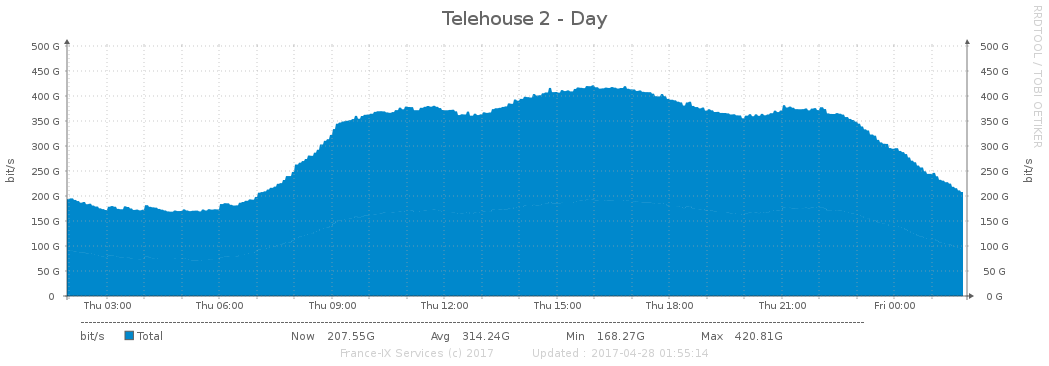 Telehouse 2 - Day
RRDTOOL / TOBI OETIKER
500 G 500 G
450 G 450 G
400 G 400 G
350 G 350 G
300 G 300 G
250 G 250 G
200 G 200 G
150 G 150 G
100 G 100 G
50 G 50 G
0 0 G
bit/s bit/s
Thu 03:00 Thu 06:00 Thu 09:00 Thu 12:00 Thu 15:00 Thu 18:00 Thu 21:00 Fri 00:00
bit/s Total Now 207.55G Avg 314.24G Min 168.27G Max 420.81G
France-IX Services (c) 2017 Updated : 2017-04-28 01:55:14